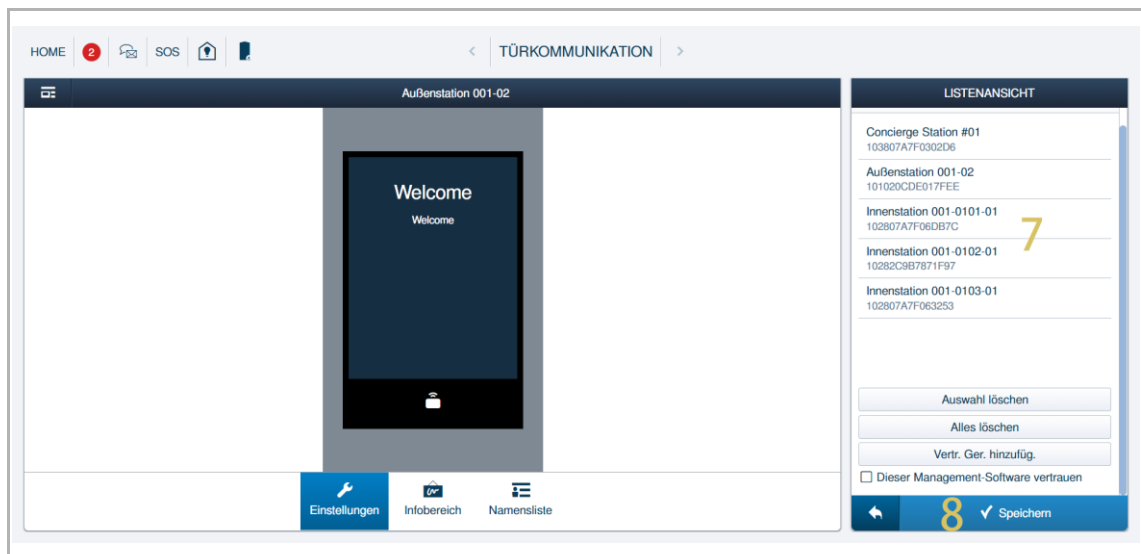 HOME 2 SOS < TÜRKOMMUNIKATION >
Außenstation 001-02
Welcome
Welcome
Einstellungen Infobereich Namensliste
LISTENANSICHT
Concierge Station #01
103807A7F0302D6
Außenstation 001-02
101020CDE017FEE
Innenstation 001-0101-01
102807A7F06DB7C
7
Innenstation 001-0102-01
10282C9B7871F97
Innenstation 001-0103-01
102807A7F063253
Auswahl löschen
Alles löschen
Vertr. Ger. hinzufüg.
Dieser Management-Software vertrauen
8 Speichern